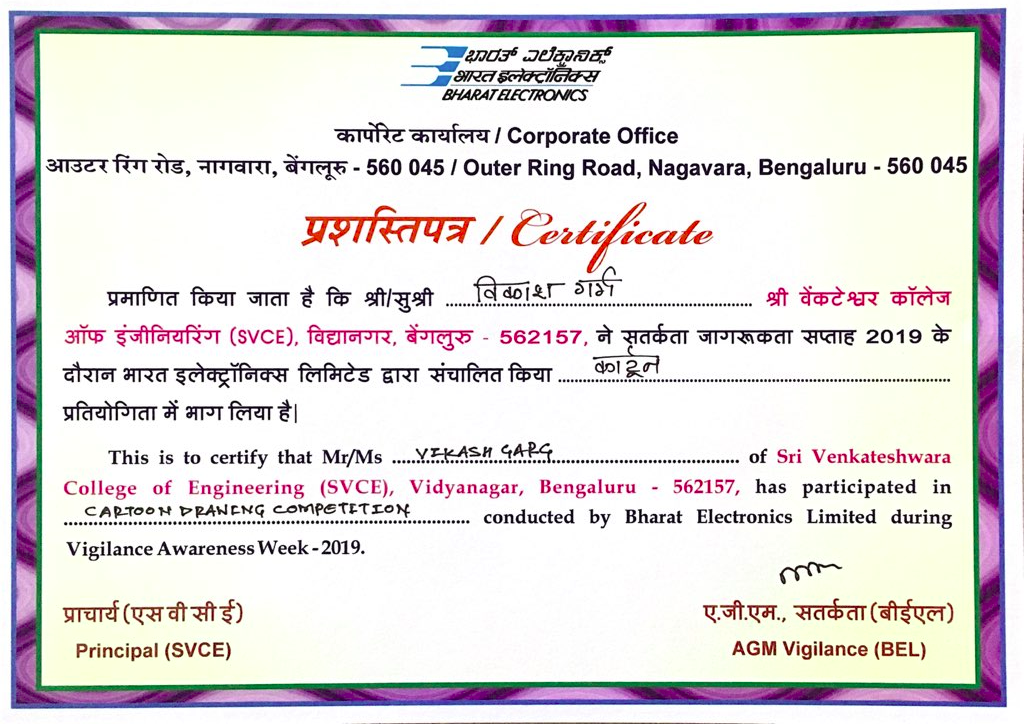 ಭಾರತ್ ಎಲೆಕ್ಟ್ರಾನಿಕ್ಸ್
भारत इलेक्ट्रॉनिक्स
BHARAT ELECTRONICS
कार्पोरेट कार्यालय / Corporate Office
आउटर रिंग रोड, नागवारा, बेंगलूरु - 560 045 / Outer Ring Road, Nagavara, Bengaluru - 560 045
प्रशस्तिपत्र / Certificate
प्रमाणित किया जाता है कि श्री/सुश्री विकाश गर्ग श्री वेंकटेश्वर कॉलेज
ऑफ इंजीनियरिंग (SVCE), विद्यानगर, बेंगलुरु - 562157, ने सतर्कता जागरूकता सप्ताह 2019 के
दौरान भारत इलेक्ट्रॉनिक्स लिमिटेड द्वारा संचालित किया कार्टून
प्रतियोगिता में भाग लिया है|
This is to certify that Mr/Ms VIKASH GARG of Sri Venkateshwara
College of Engineering (SVCE), Vidyanagar, Bengaluru - 562157, has participated in
CARTOON DRAWING COMPETITION conducted by Bharat Electronics Limited during
Vigilance Awareness Week - 2019.
प्राचार्य (एस वी सी ई) ए.जी.एम., सतर्कता (बीईएल)
Principal (SVCE) AGM Vigilance (BEL)